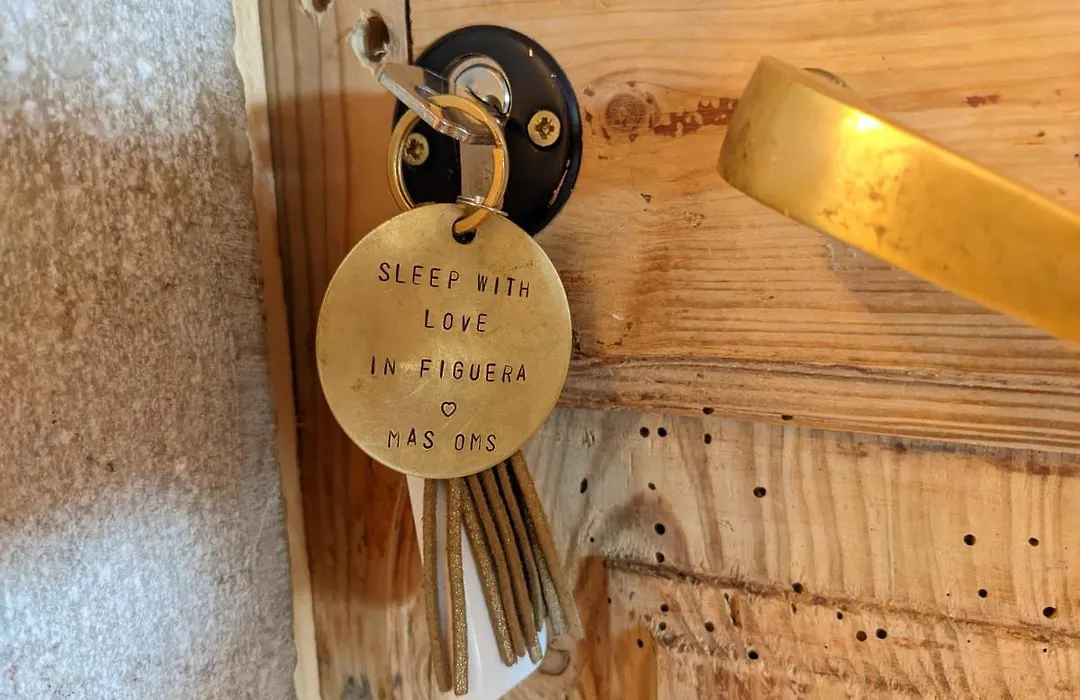 SLEEP WITH
LOVE
IN FIGUERA
♡
MAS OMS